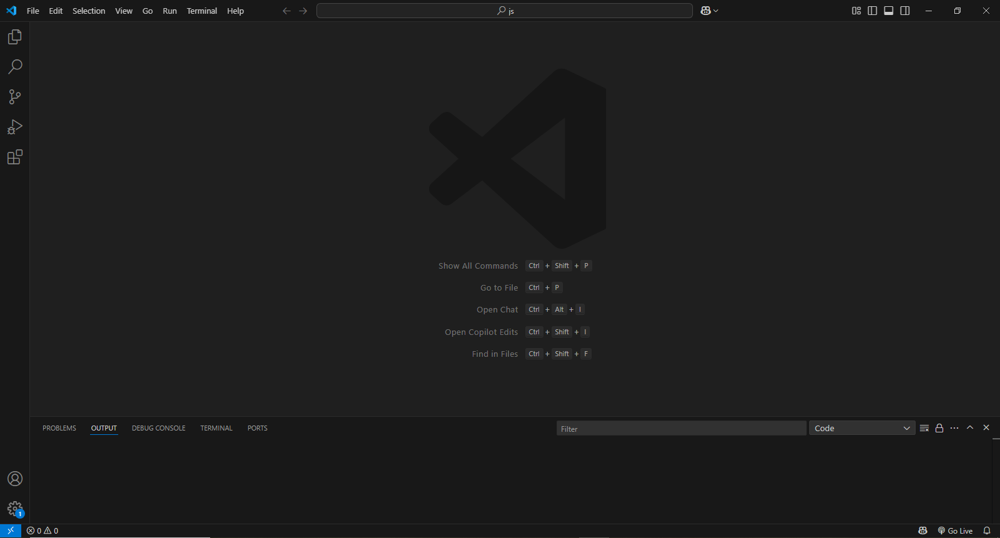 File Edit Selection View Go Run Terminal Help js
Show All Commands Ctrl + Shift + P
Go to File Ctrl + P
Open Chat Ctrl + Alt + I
Open Copilot Edits Ctrl + Shift + I
Find in Files Ctrl + Shift + F
PROBLEMS OUTPUT DEBUG CONSOLE TERMINAL PORTS Filter Code
1
0 0 Go Live